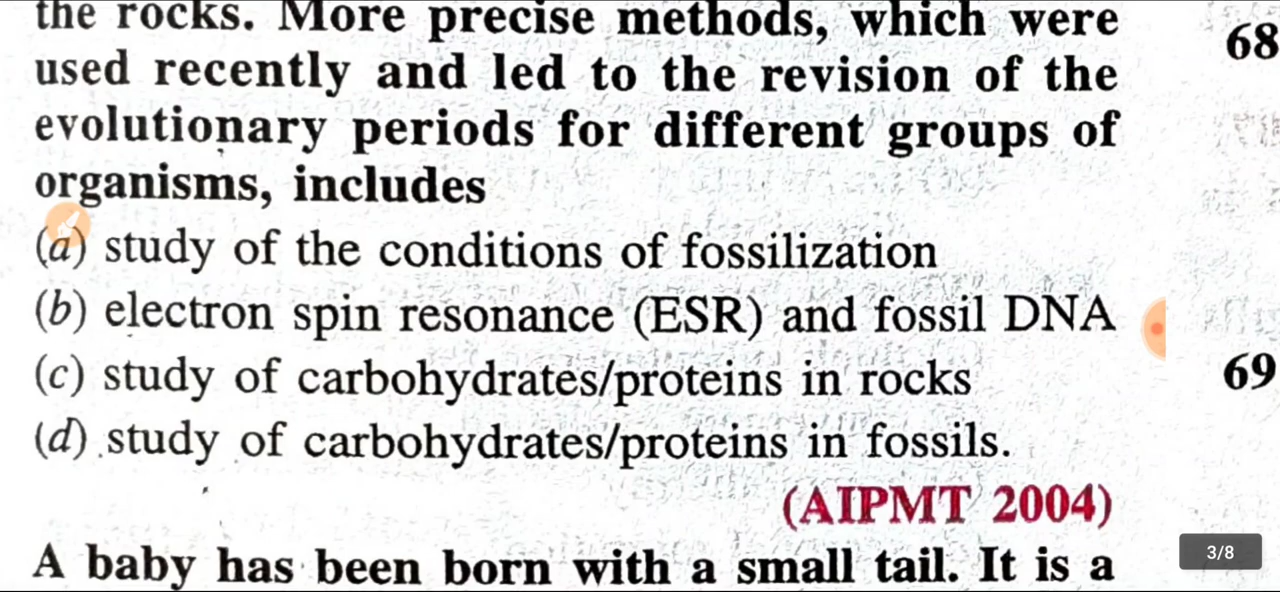 the rocks. More precise methods, which were
used recently and led to the revision of the
evolutionary periods for different groups of
organisms, includes
(a) study of the conditions of fossilization
(b) electron spin resonance (ESR) and fossil DNA
(c) study of carbohydrates/proteins in rocks
(d) study of carbohydrates/proteins in fossils.
(AIPMT 2004)
A baby has been born with a small tail. It is a
68
69
3/8